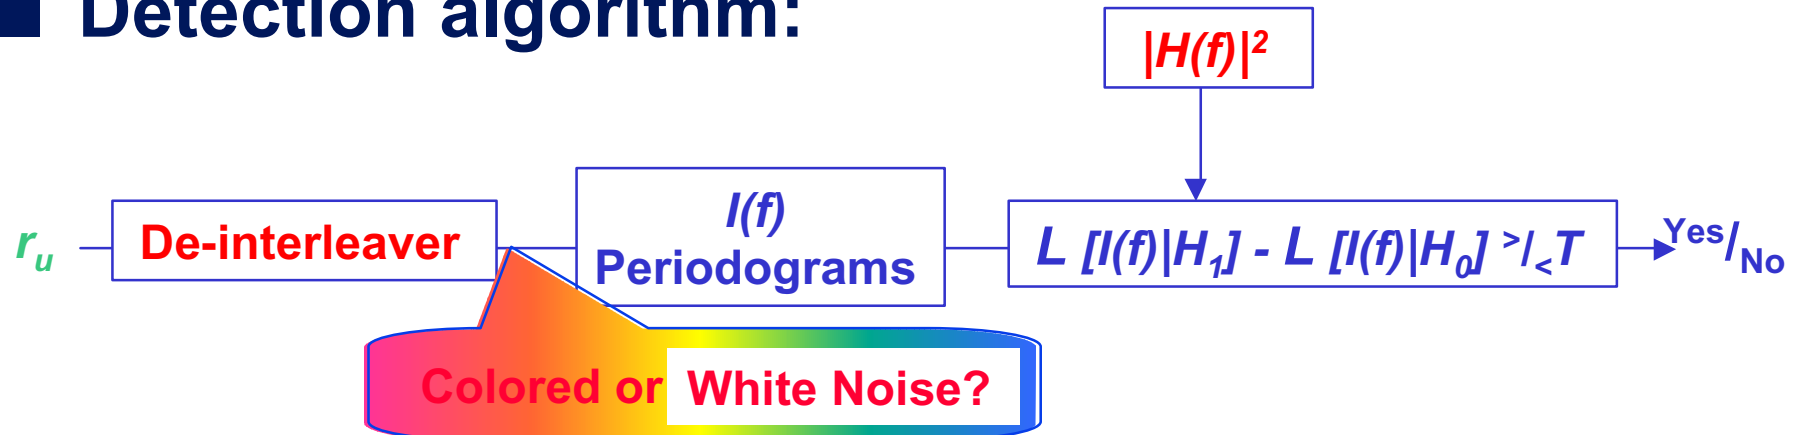 Detection algorithm:
|H(f)|²
r_u
De-interleaver
I(f)
Periodograms
L [I(f)|H₁] - L [I(f)|H₀] >/< T
Yes/No
Colored or White Noise?